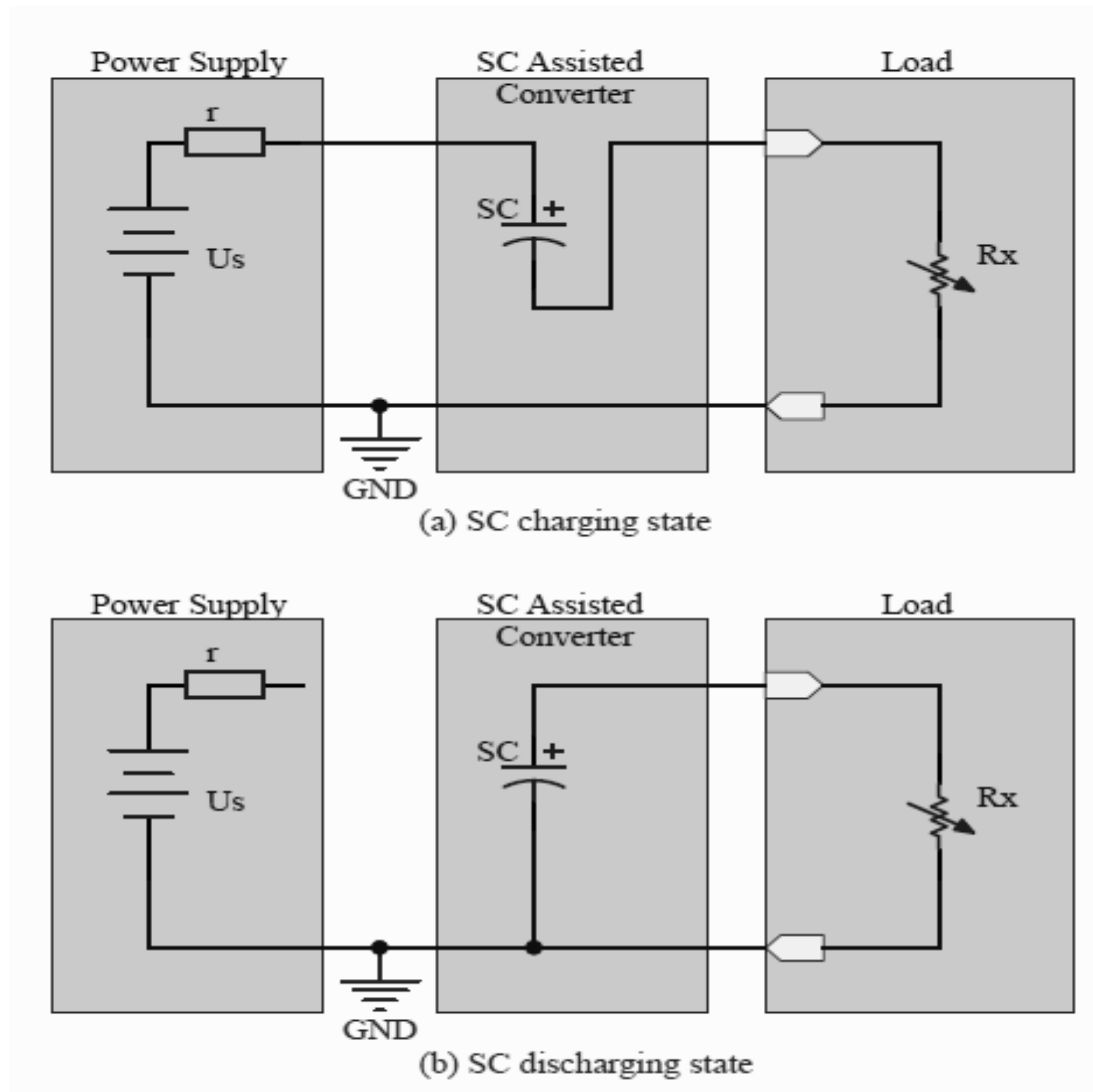 Power Supply
SC Assisted
Converter
Load
r
SC +
Us
Rx
GND
(a) SC charging state
Power Supply
SC Assisted
Converter
Load
r
SC +
Us
Rx
GND
(b) SC discharging state